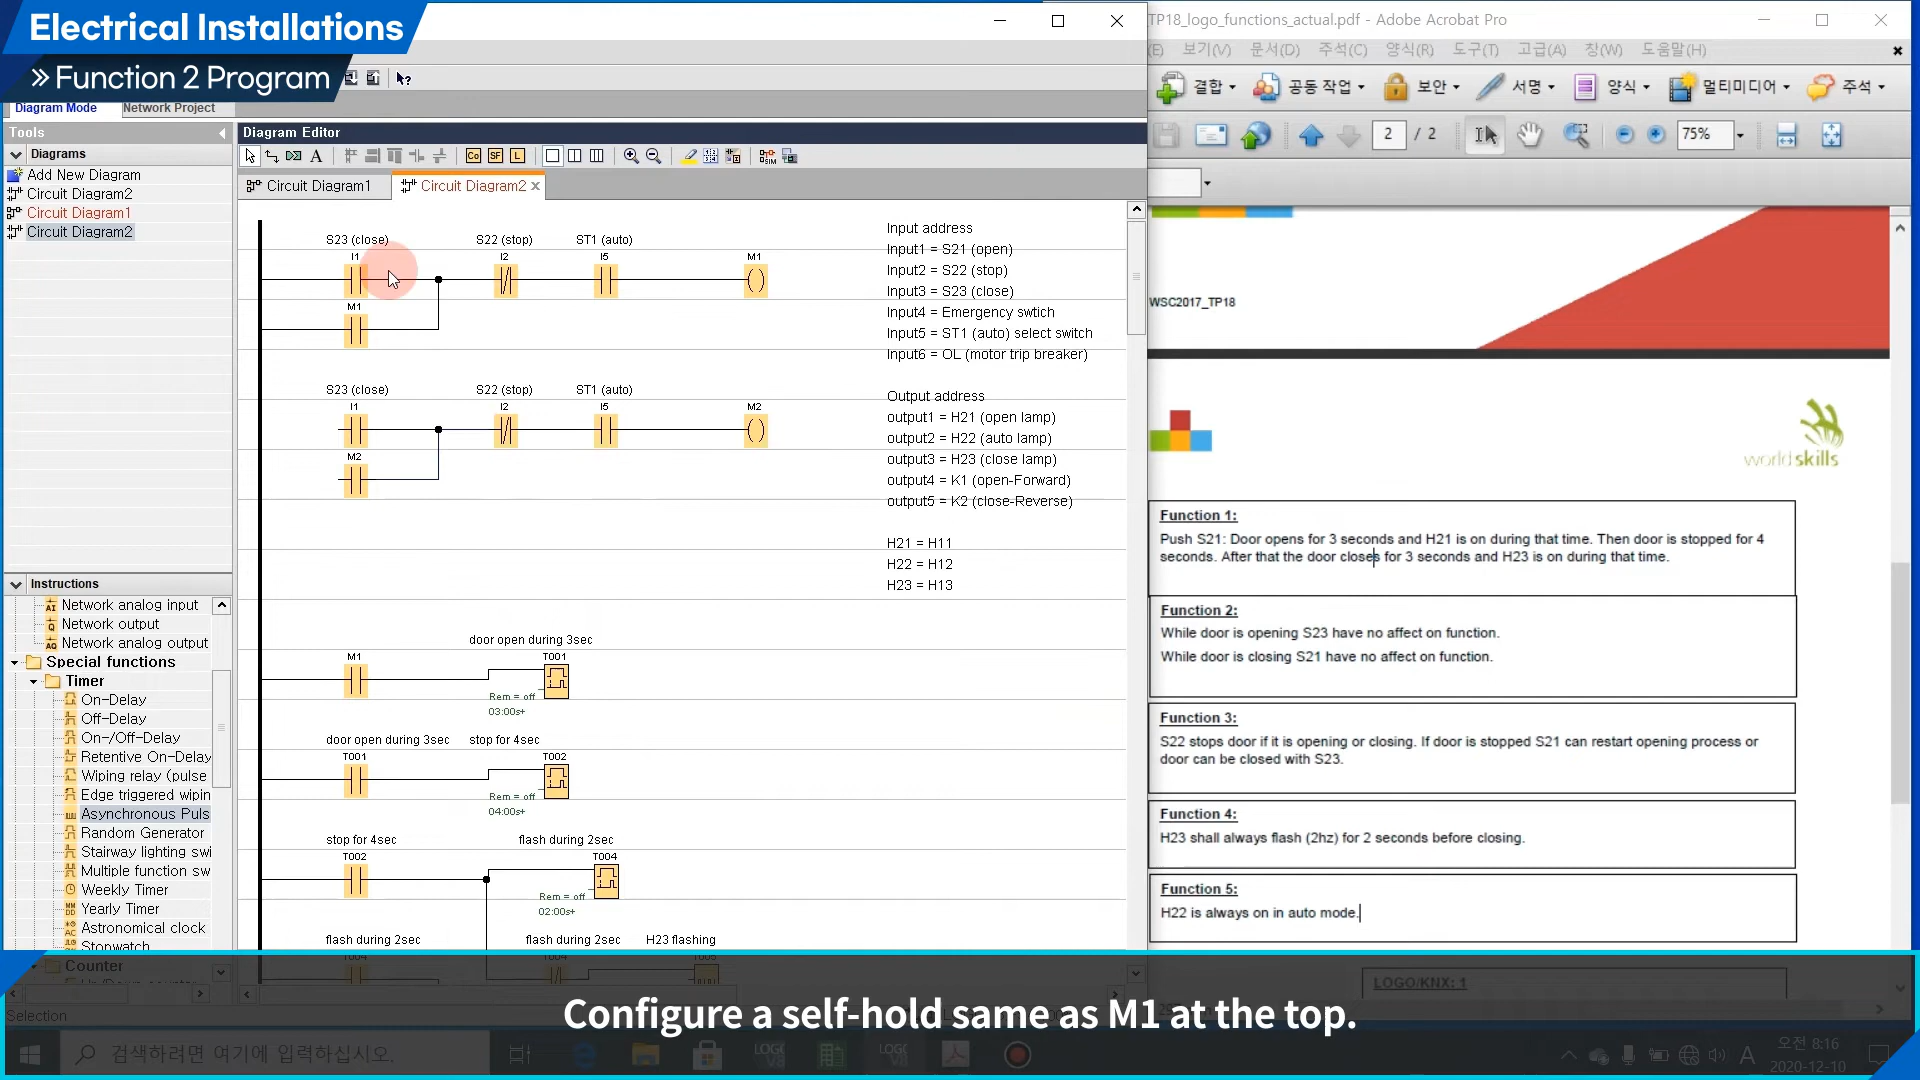 Electrical Installations
Function 2 Program
TP18_logo_functions_actual.pdf - Adobe Acrobat Pro
(E) 보기(V) 문서(D) 주석(C) 양식(R) 도구(T) 고급(A) 창(W) 도움말(H)
결합 공동 작업 보안 서명 양식 멀티미디어 주석
2 / 2 75%
Diagram Mode Network Project
Tools
Diagrams
Add New Diagram
Circuit Diagram2
Circuit Diagram1
Circuit Diagram2
Diagram Editor
Co SF L
Circuit Diagram1 Circuit Diagram2
S23 (close) S22 (stop) ST1 (auto)
I1 I2 I5 M1
M1
S23 (close) S22 (stop) ST1 (auto)
I1 I2 I5 M2
M2
Input address
Input1 = S21 (open)
Input2 = S22 (stop)
Input3 = S23 (close)
Input4 = Emergency swtich
Input5 = ST1 (auto) select switch
Input6 = OL (motor trip breaker)
Output address
output1 = H21 (open lamp)
output2 = H22 (auto lamp)
output3 = H23 (close lamp)
output4 = K1 (open-Forward)
output5 = K2 (close-Reverse)
H21 = H11
H22 = H12
H23 = H13
door open during 3sec
M1 T001
Rem = off
03:00s+
door open during 3sec stop for 4sec
T001 T002
Rem = off
04:00s+
stop for 4sec flash during 2sec
T002 T004
Rem = off
02:00s+
flash during 2sec flash during 2sec H23 flashing
T004 T004 T005
Instructions
Network analog input
Network output
Network analog output
Special functions
Timer
On-Delay
Off-Delay
On-/Off-Delay
Retentive On-Delay
Wiping relay (pulse
Edge triggered wipin
Asynchronous Puls
Random Generator
Stairway lighting swi
Multiple function sw
Weekly Timer
Yearly Timer
Astronomical clock
Stopwatch
Counter
Selection
WSC2017_TP18
worldskills
Function 1:
Push S21: Door opens for 3 seconds and H21 is on during that time. Then door is stopped for 4
seconds. After that the door closes for 3 seconds and H23 is on during that time.
Function 2:
While door is opening S23 have no affect on function.
While door is closing S21 have no affect on function.
Function 3:
S22 stops door if it is opening or closing. If door is stopped S21 can restart opening process or
door can be closed with S23.
Function 4:
H23 shall always flash (2hz) for 2 seconds before closing.
Function 5:
H22 is always on in auto mode.
LOGO/KNX: 1
Configure a self-hold same as M1 at the top.
검색하려면 여기에 입력하십시오.
A
오전 8:16
2020-12-10